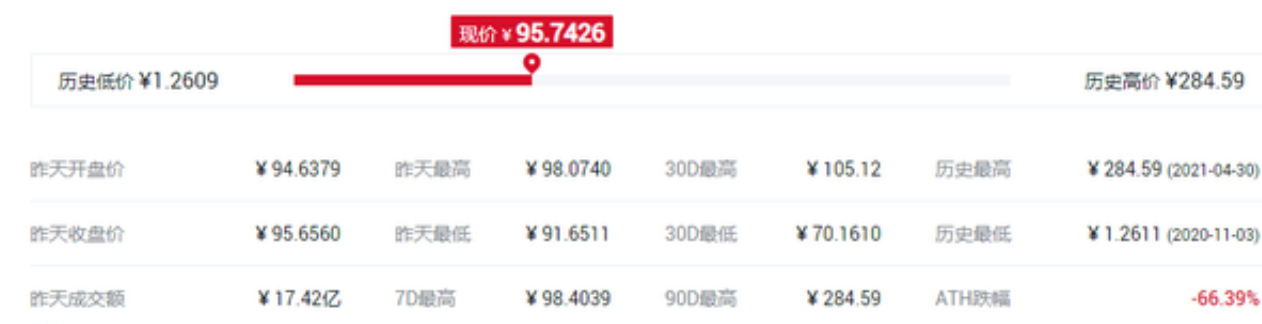 现价 ¥ 95.7426
历史低价 ¥1.2609 历史高价 ¥284.59
昨天开盘价 ¥ 94.6379 昨天最高 ¥ 98.0740 30D最高 ¥ 105.12 历史最高 ¥ 284.59 (2021-04-30)
昨天收盘价 ¥ 95.6560 昨天最低 ¥ 91.6511 30D最低 ¥ 70.1610 历史最低 ¥ 1.2611 (2020-11-03)
昨天成交额 ¥ 17.42亿 7D最高 ¥ 98.4039 90D最高 ¥ 284.59 ATH跌幅 -66.39%